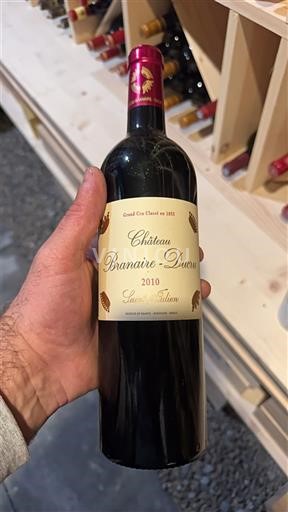 Grand Cru Classé en 1855
Château
Branaire-Ducru
2010
Saint-Julien